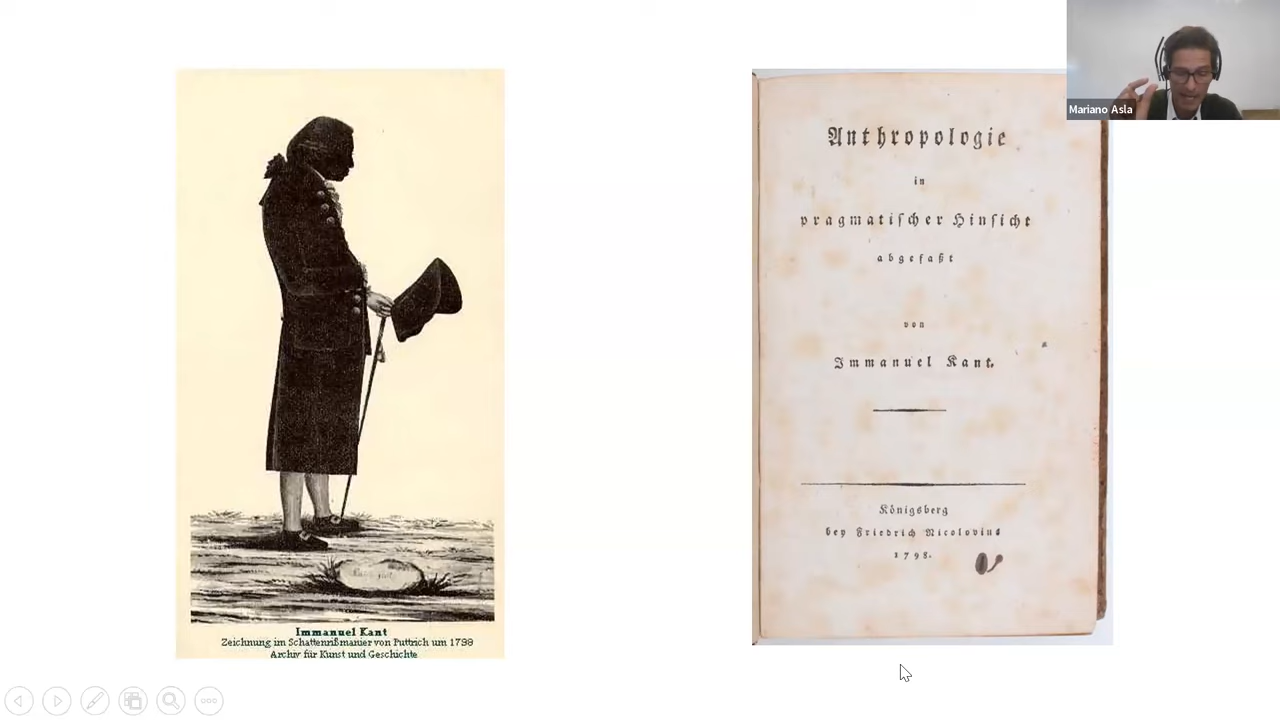 Immanuel Kant
Zeichnung im Schattenrißmanier von Puttrich um 1798
Archiv für Kunst und Geschichte
Anthropologie
in
pragmatiſcher Hinſicht
abgefaßt
von
Immanuel Kant.
Königsberg
bey Friedrich Nicolovius
1798.
Mariano Asla